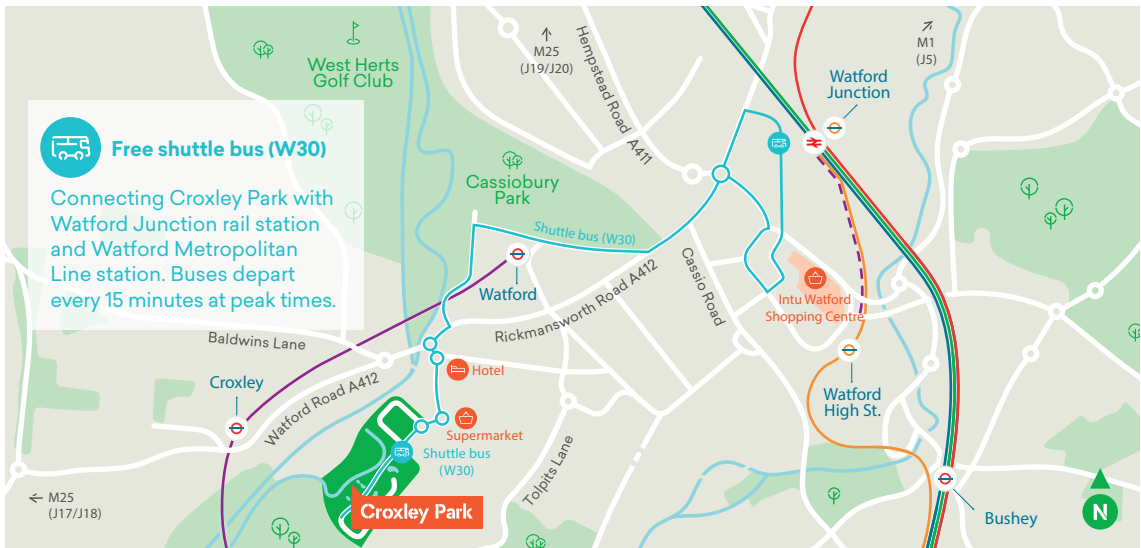 West Herts
Golf Club
M25
(J19/J20)
Hempstead Road A411
M1
(J5)
Watford
Junction
Free shuttle bus (W30)
Connecting Croxley Park with
Watford Junction rail station
and Watford Metropolitan
Line station. Buses depart
every 15 minutes at peak times.
Cassiobury
Park
Shuttle bus (W30)
Watford
Rickmansworth Road A412
Cassio Road
Intu Watford
Shopping Centre
Baldwins Lane
Croxley
Watford Road A412
Hotel
Watford
High St.
Supermarket
Shuttle bus
(W30)
Tolpits Lane
M25
(J17/J18)
Croxley Park
Bushey
N